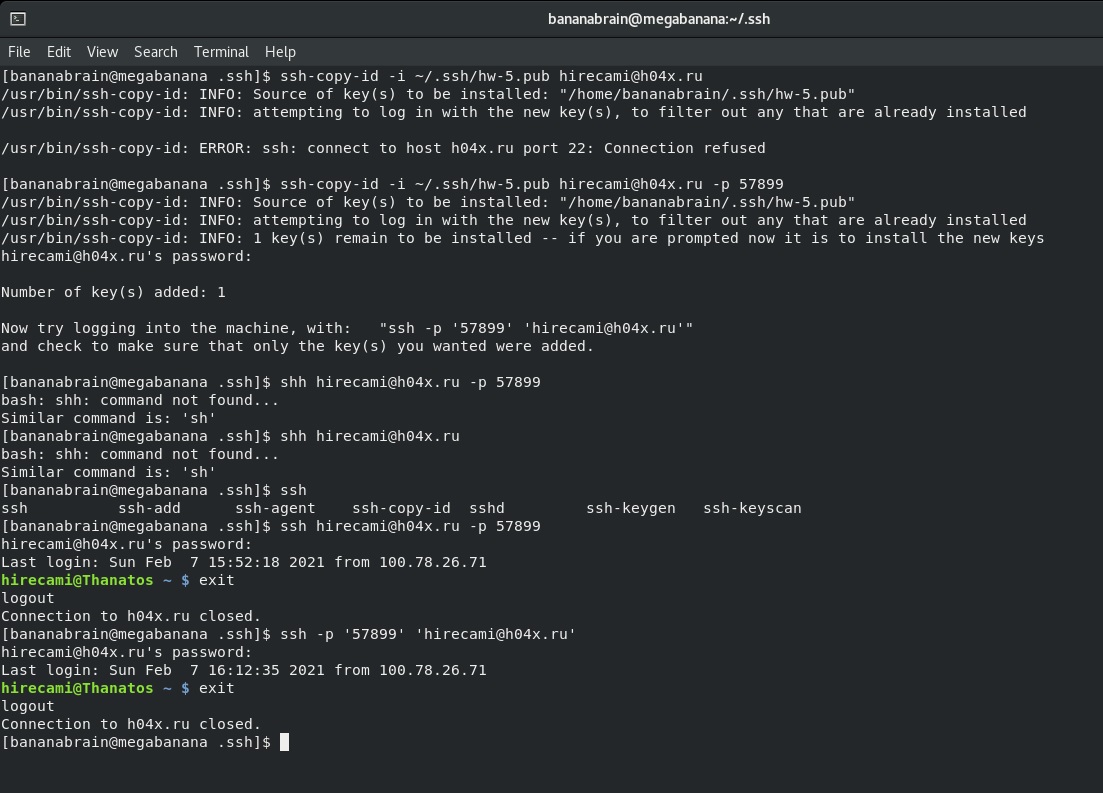 bananabrain@megabanana:~/.ssh
File Edit View Search Terminal Help
[bananabrain@megabanana .ssh]$ ssh-copy-id -i ~/.ssh/hw-5.pub hirecami@h04x.ru
/usr/bin/ssh-copy-id: INFO: Source of key(s) to be installed: "/home/bananabrain/.ssh/hw-5.pub"
/usr/bin/ssh-copy-id: INFO: attempting to log in with the new key(s), to filter out any that are already installed
/usr/bin/ssh-copy-id: ERROR: ssh: connect to host h04x.ru port 22: Connection refused
[bananabrain@megabanana .ssh]$ ssh-copy-id -i ~/.ssh/hw-5.pub hirecami@h04x.ru -p 57899
/usr/bin/ssh-copy-id: INFO: Source of key(s) to be installed: "/home/bananabrain/.ssh/hw-5.pub"
/usr/bin/ssh-copy-id: INFO: attempting to log in with the new key(s), to filter out any that are already installed
/usr/bin/ssh-copy-id: INFO: 1 key(s) remain to be installed -- if you are prompted now it is to install the new keys
hirecami@h04x.ru's password:
Number of key(s) added: 1
Now try logging into the machine, with:   "ssh -p '57899' 'hirecami@h04x.ru'"
and check to make sure that only the key(s) you wanted were added.
[bananabrain@megabanana .ssh]$ shh hirecami@h04x.ru -p 57899
bash: shh: command not found...
Similar command is: 'sh'
[bananabrain@megabanana .ssh]$ shh hirecami@h04x.ru
bash: shh: command not found...
Similar command is: 'sh'
[bananabrain@megabanana .ssh]$ ssh
ssh          ssh-add      ssh-agent    ssh-copy-id  sshd         ssh-keygen   ssh-keyscan
[bananabrain@megabanana .ssh]$ ssh hirecami@h04x.ru -p 57899
hirecami@h04x.ru's password:
Last login: Sun Feb  7 15:52:18 2021 from 100.78.26.71
hirecami@Thanatos ~ $ exit
logout
Connection to h04x.ru closed.
[bananabrain@megabanana .ssh]$ ssh -p '57899' 'hirecami@h04x.ru'
hirecami@h04x.ru's password:
Last login: Sun Feb  7 16:12:35 2021 from 100.78.26.71
hirecami@Thanatos ~ $ exit
logout
Connection to h04x.ru closed.
[bananabrain@megabanana .ssh]$